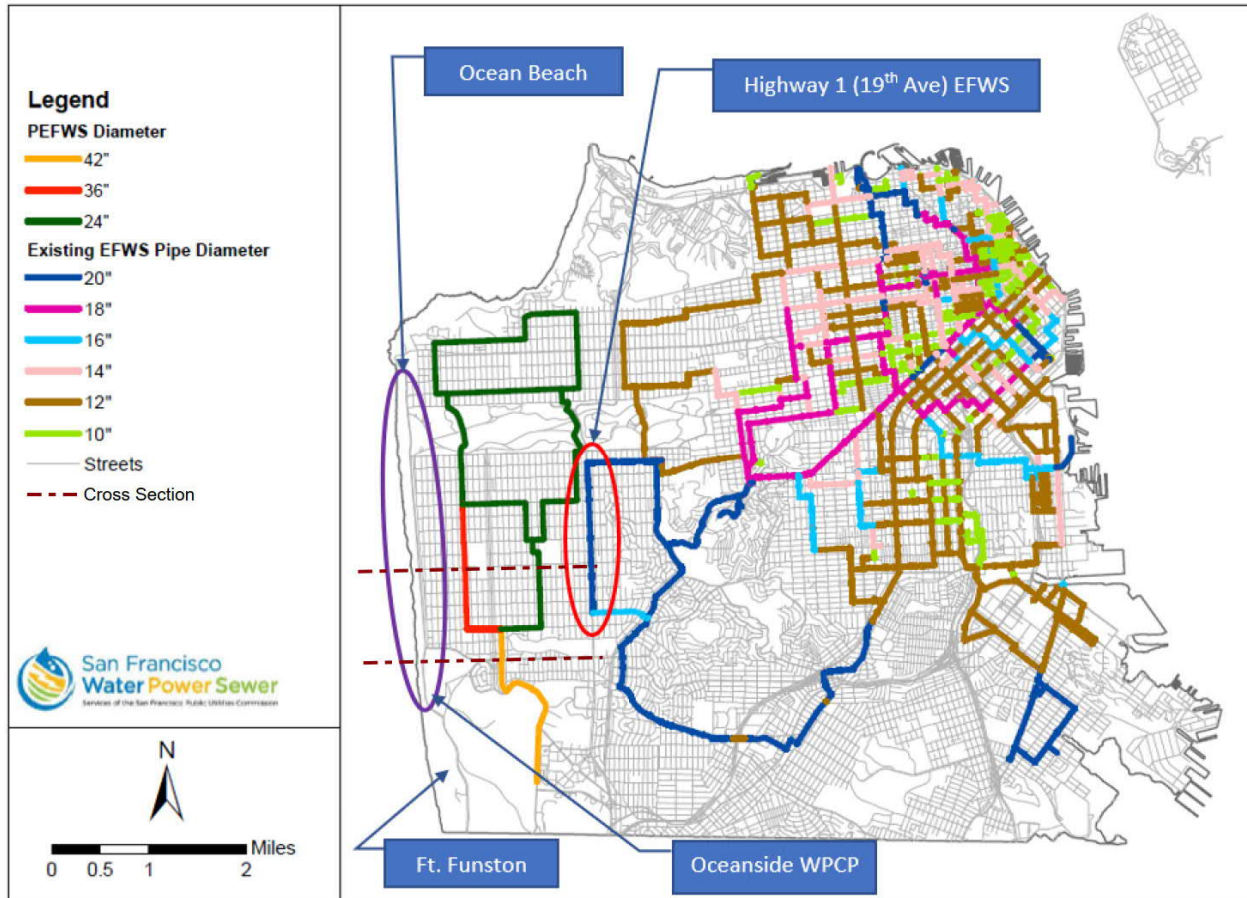 Ocean Beach
Highway 1 (19th Ave) EFWS
Legend
PEFWS Diameter
42"
36"
24"
Existing EFWS Pipe Diameter
20"
18"
16"
14"
12"
10"
Streets
Cross Section
San Francisco
Water Power Sewer
Services of the San Francisco Public Utilities Commission
N
Miles
0 0.5 1 2
Ft. Funston
Oceanside WPCP